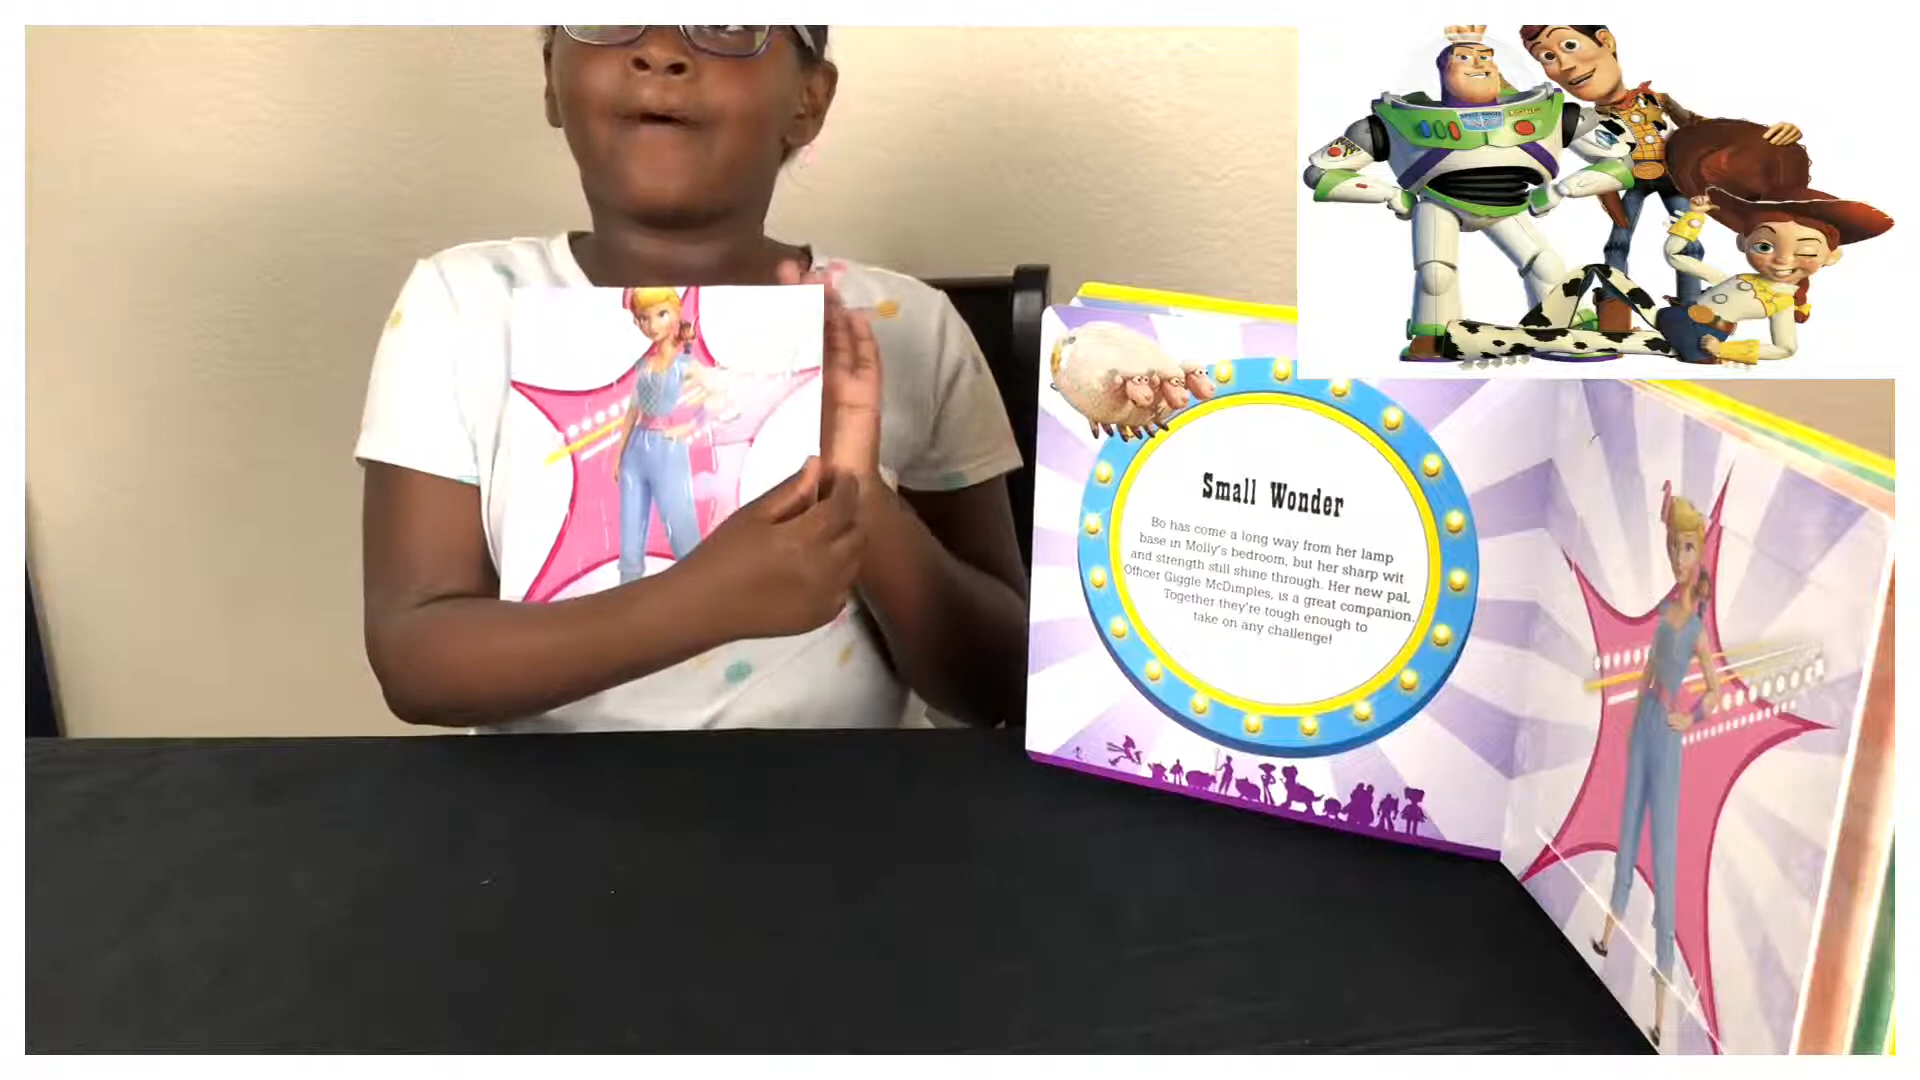 Small Wonder
Bo has come a long way from her lamp
base in Molly's bedroom, but her sharp wit
and strength still shine through. Her new pal,
Officer Giggle McDimples, is a great companion.
Together they're tough enough to
take on any challenge!